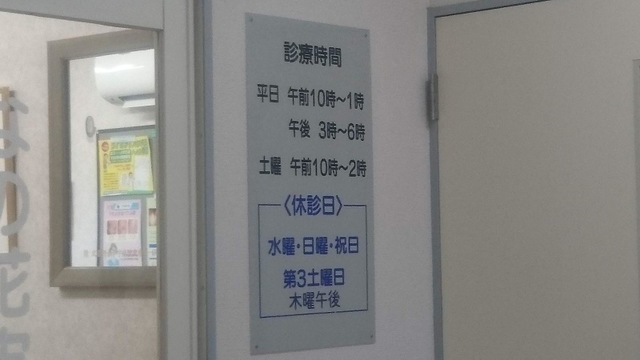 診療時間
平日 午前10時〜1時
午後 3時〜6時
土曜 午前10時〜2時
〈休診日〉
水曜・日曜・祝日
第3土曜日
木曜午後
の花